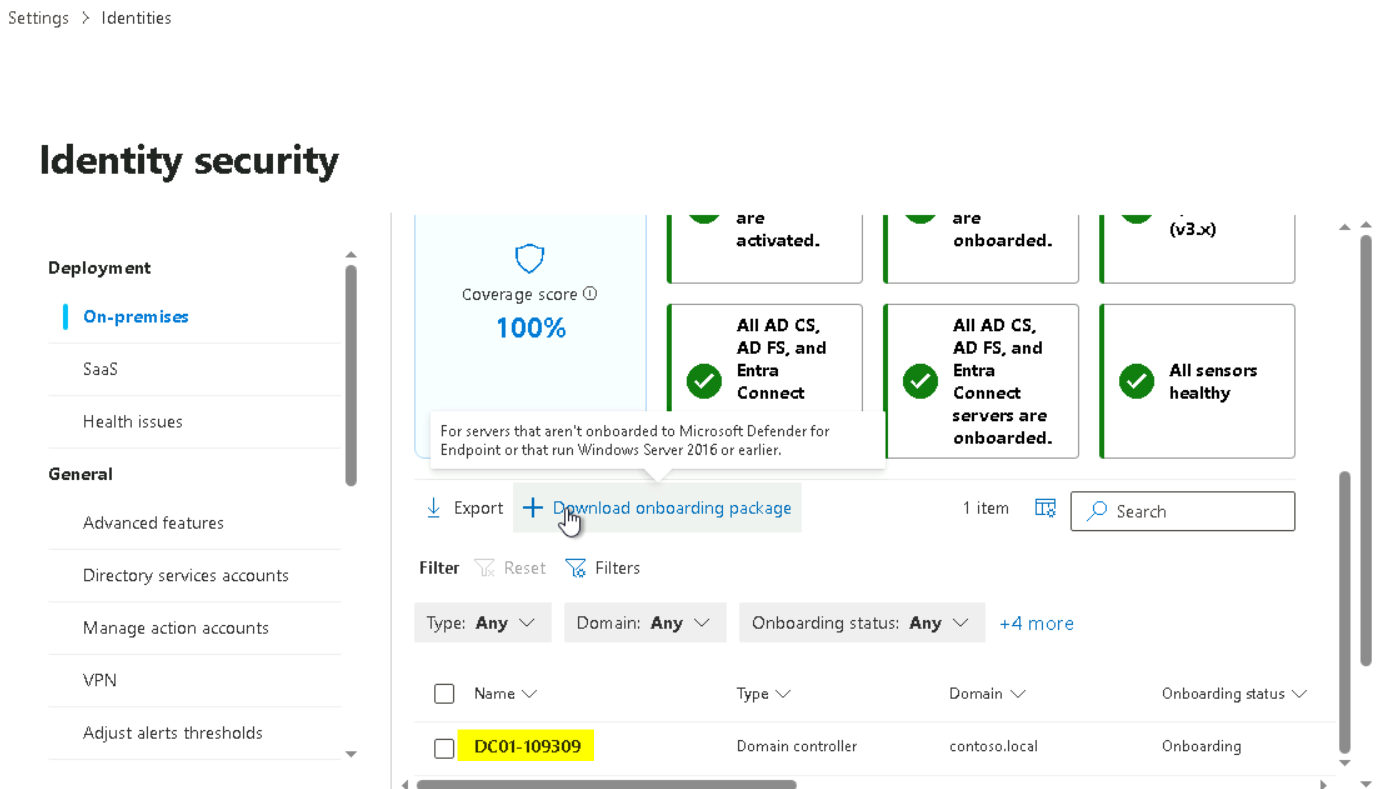 Settings > Identities
Identity security
Deployment
On-premises
SaaS
Health issues
General
Advanced features
Directory services accounts
Manage action accounts
VPN
Adjust alerts thresholds
Coverage score
100%
are
activated.
are
onboarded.
(v3.x)
All AD CS,
AD FS, and
Entra
Connect
All AD CS,
AD FS, and
Entra
Connect
servers are
onboarded.
All sensors
healthy
For servers that aren't onboarded to Microsoft Defender for
Endpoint or that run Windows Server 2016 or earlier.
Export + Download onboarding package 1 item Search
Filter Reset Filters
Type: Any Domain: Any Onboarding status: Any +4 more
Name Type Domain Onboarding status
DC01-109309 Domain controller contoso.local Onboarding